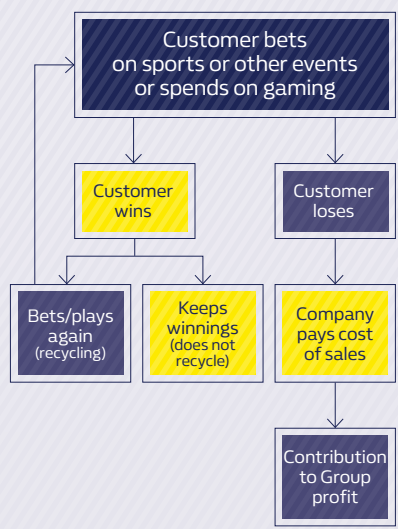 Customer bets
on sports or other events
or spends on gaming
Customer
wins
Customer
loses
Bets/plays
again
(recycling)
Keeps
winnings
(does not
recycle)
Company
pays cost
of sales
Contribution
to Group
profit